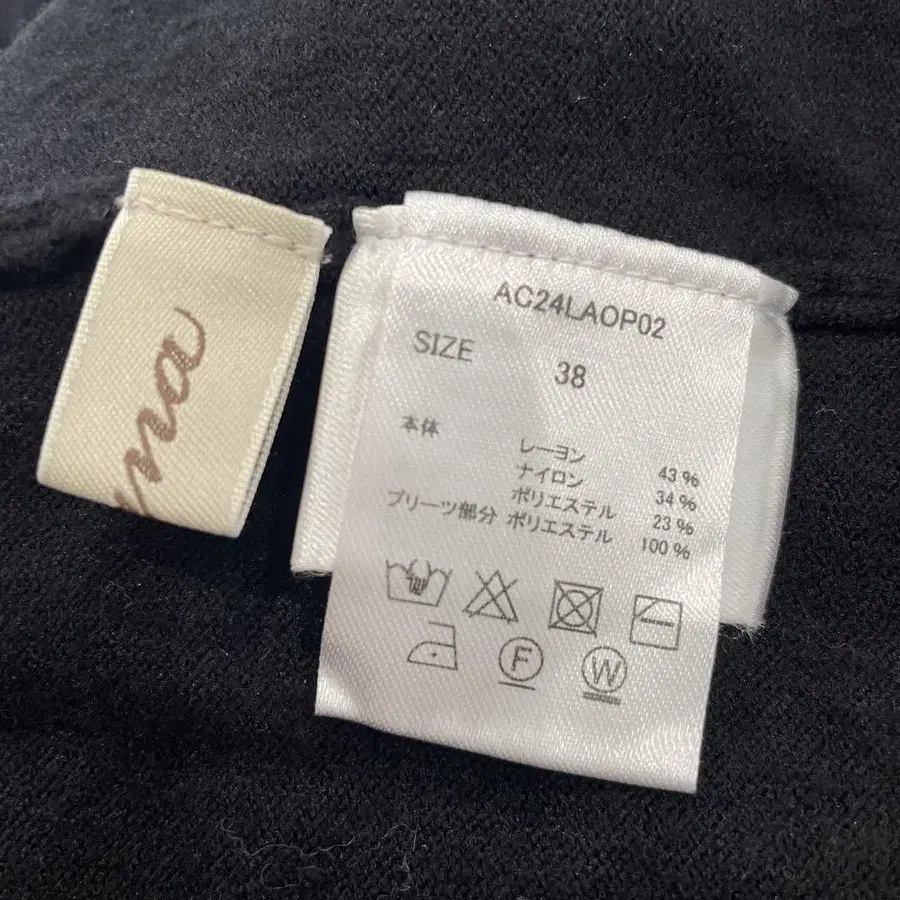 AC24LAOP02
SIZE 38
本体 レーヨン 43%
ナイロン 34%
ポリエステル 23%
プリーツ部分 ポリエステル 100%
F
W